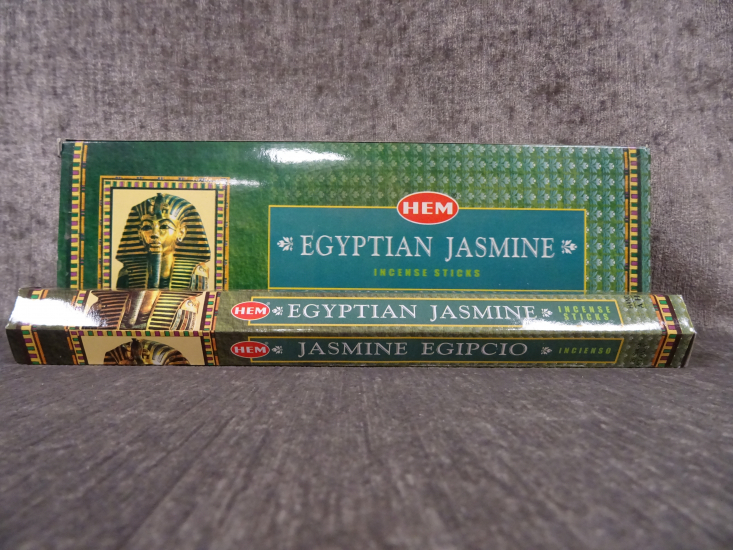 HEM
EGYPTIAN JASMINE
INCENSE STICKS
HEM EGYPTIAN JASMINE INCENSE STICKS
HEM JASMINE EGIPCIO INCIENSO